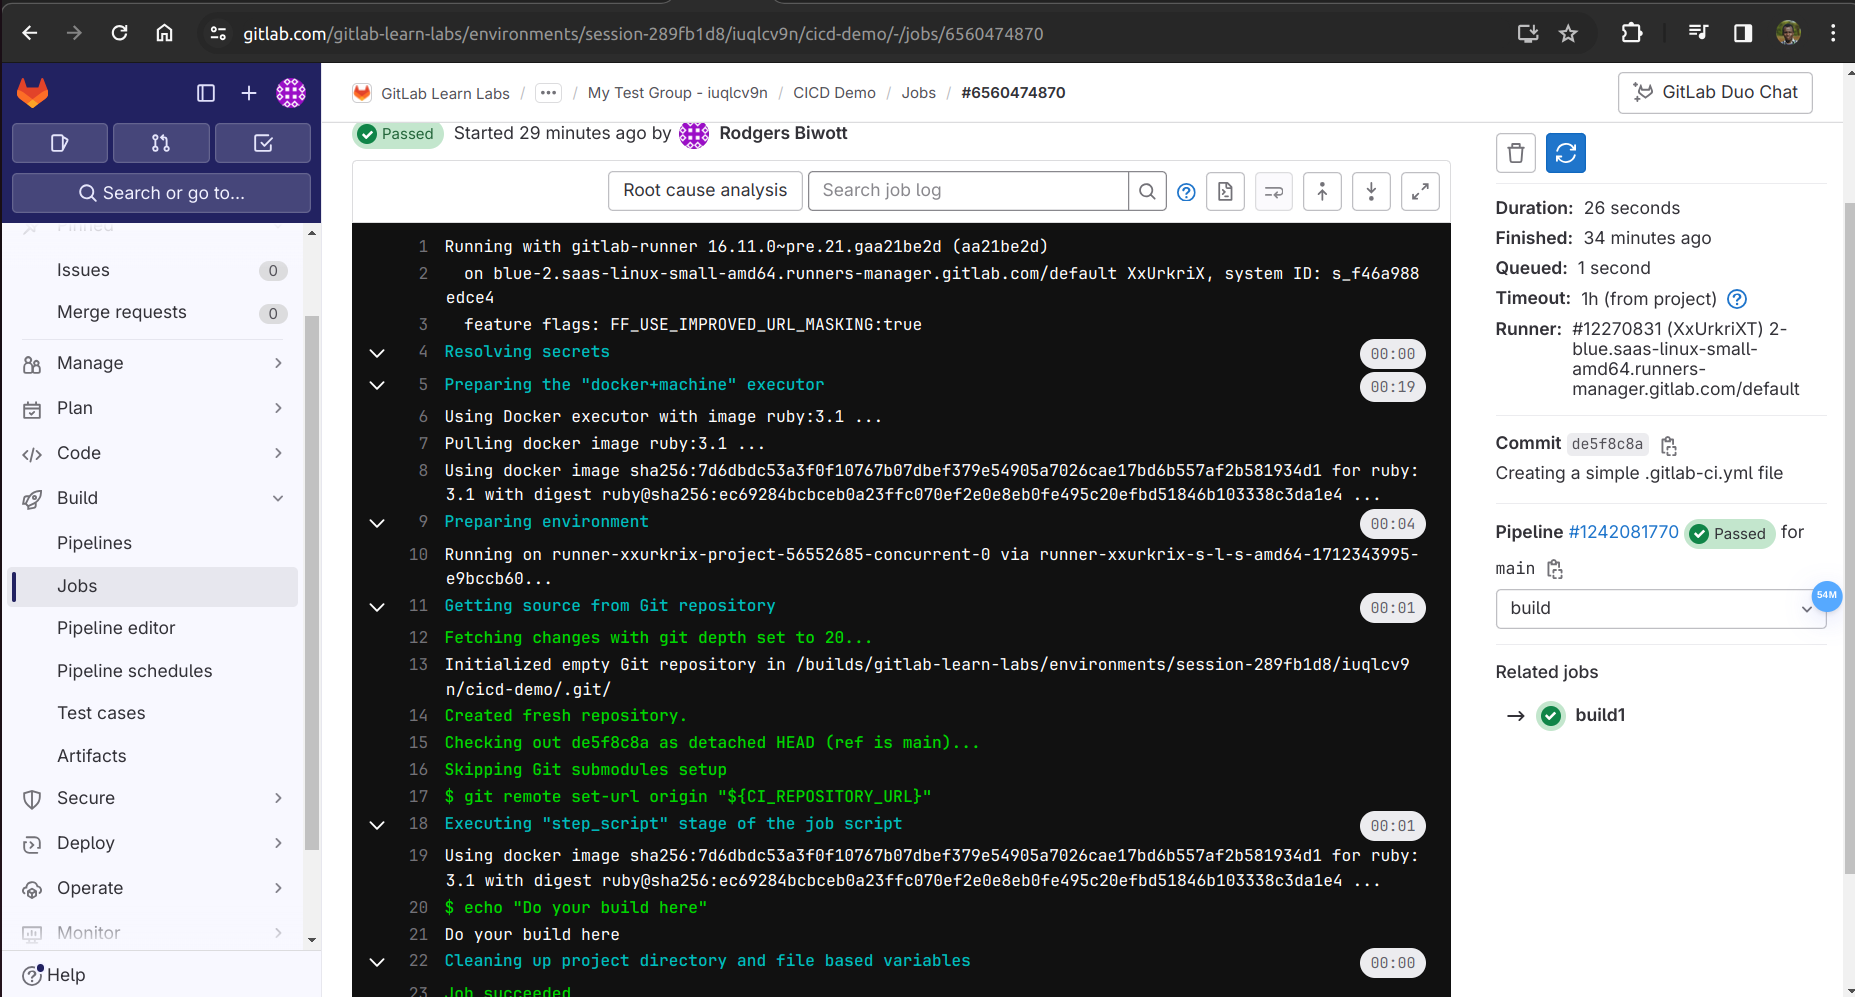 gitlab.com/gitlab-learn-labs/environments/session-289fb1d8/iuqlcv9n/cicd-demo/-/jobs/6560474870
Search or go to...
Pinned
Issues 0
Merge requests 0
Manage
Plan
Code
Build
Pipelines
Jobs
Pipeline editor
Pipeline schedules
Test cases
Artifacts
Secure
Deploy
Operate
Monitor
Help
GitLab Learn Labs / ... / My Test Group - iuqlcv9n / CICD Demo / Jobs / #6560474870
GitLab Duo Chat
Passed Started 29 minutes ago by Rodgers Biwott
Root cause analysis Search job log
1 Running with gitlab-runner 16.11.0~pre.21.gaa21be2d (aa21be2d)
2 on blue-2.saas-linux-small-amd64.runners-manager.gitlab.com/default XxUrkriX, system ID: s_f46a988
edce4
3 feature flags: FF_USE_IMPROVED_URL_MASKING:true
4 Resolving secrets 00:00
5 Preparing the "docker+machine" executor 00:19
6 Using Docker executor with image ruby:3.1 ...
7 Pulling docker image ruby:3.1 ...
8 Using docker image sha256:7d6dbdc53a3f0f10767b07dbef379e54905a7026cae17bd6b557af2b581934d1 for ruby:
3.1 with digest ruby@sha256:ec69284bcbceb0a23ffc070ef2e0e8eb0fe495c20efbd51846b103338c3da1e4 ...
9 Preparing environment 00:04
10 Running on runner-xxurkrix-project-56552685-concurrent-0 via runner-xxurkrix-s-l-s-amd64-1712343995-
e9bccb60...
11 Getting source from Git repository 00:01
12 Fetching changes with git depth set to 20...
13 Initialized empty Git repository in /builds/gitlab-learn-labs/environments/session-289fb1d8/iuqlcv9
n/cicd-demo/.git/
14 Created fresh repository.
15 Checking out de5f8c8a as detached HEAD (ref is main)...
16 Skipping Git submodules setup
17 $ git remote set-url origin "${CI_REPOSITORY_URL}"
18 Executing "step_script" stage of the job script 00:01
19 Using docker image sha256:7d6dbdc53a3f0f10767b07dbef379e54905a7026cae17bd6b557af2b581934d1 for ruby:
3.1 with digest ruby@sha256:ec69284bcbceb0a23ffc070ef2e0e8eb0fe495c20efbd51846b103338c3da1e4 ...
20 $ echo "Do your build here"
21 Do your build here
22 Cleaning up project directory and file based variables 00:00
23 Job succeeded
Duration: 26 seconds
Finished: 34 minutes ago
Queued: 1 second
Timeout: 1h (from project)
Runner: #12270831 (XxUrkriXT) 2-
blue.saas-linux-small-
amd64.runners-
manager.gitlab.com/default
Commit de5f8c8a
Creating a simple .gitlab-ci.yml file
Pipeline #1242081770 Passed for
main
build
54M
Related jobs
build1